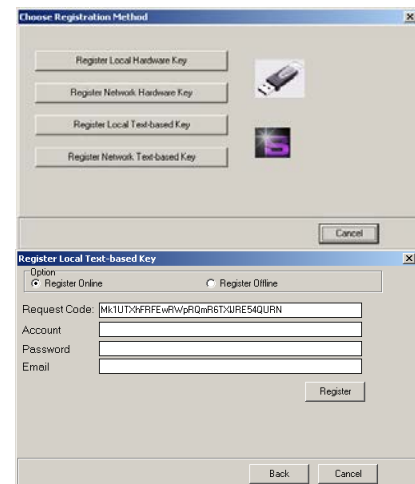 Choose Registration Method
Register Local Hardware Key
Register Network Hardware Key
Register Local Text-based Key
Register Network Text-based Key
S
Cancel
Register Local Text-based Key
Option
Register Online Register Offline
Request Code: Mk1UTXhFRFEwRWpRQmR6TXlJRE54QURN
Account
Password
Email
Register
Back Cancel